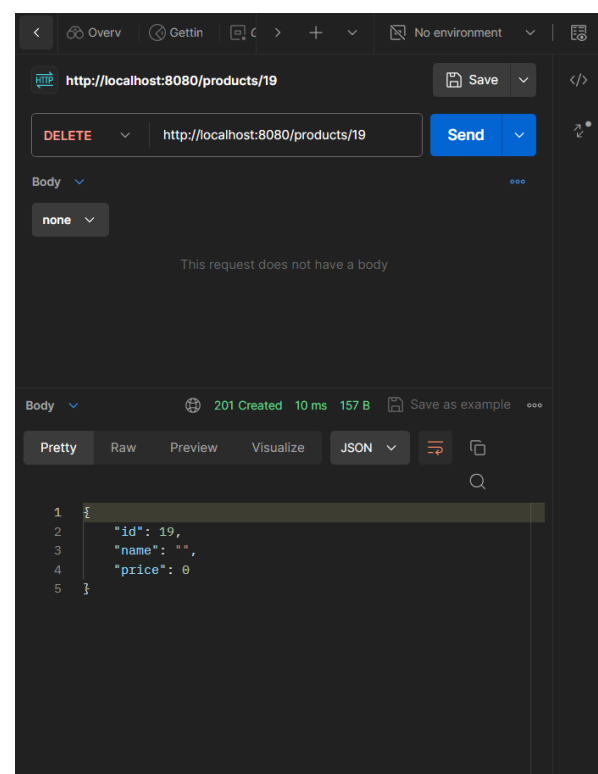 Overv Gettin C No environment
HTTP http://localhost:8080/products/19 Save </>
DELETE http://localhost:8080/products/19 Send
Body
none
This request does not have a body
Body 201 Created 10 ms 157 B Save as example
Pretty Raw Preview Visualize JSON
1 {
2 "id": 19,
3 "name": "",
4 "price": 0
5 }